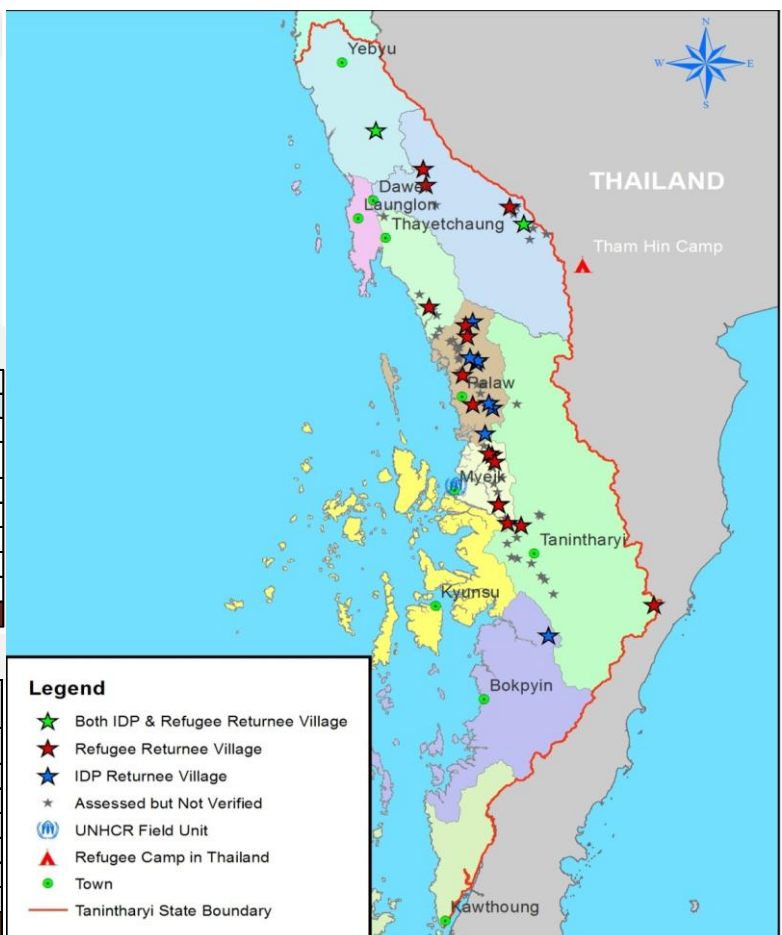 Yebyu
N
W E
S
THAILAND
Dawei
Launglon
Thayetchaung
Tham Hin Camp
Palaw
Myeik
Tanintharyi
Kyunsu
Bokpyin
Kawthoung
Legend
Both IDP & Refugee Returnee Village
Refugee Returnee Village
IDP Returnee Village
Assessed but Not Verified
UNHCR Field Unit
Refugee Camp in Thailand
Town
Tanintharyi State Boundary